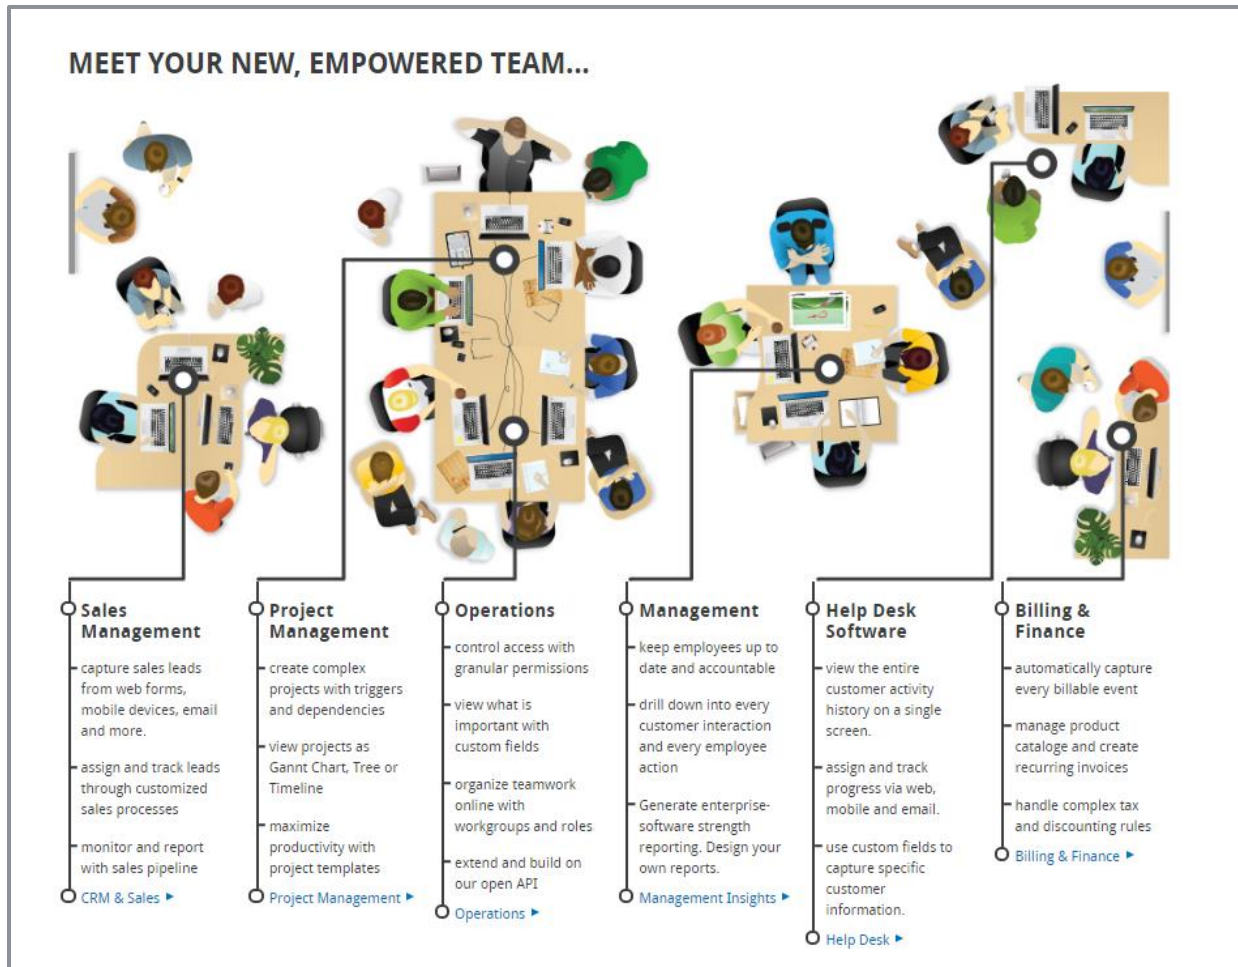 MEET YOUR NEW, EMPOWERED TEAM...
Sales
Management
capture sales leads
from web forms,
mobile devices, email
and more.
assign and track leads
through customized
sales processes
monitor and report
with sales pipeline
CRM & Sales
Project
Management
create complex
projects with triggers
and dependencies
view projects as
Gannt Chart, Tree or
Timeline
maximize
productivity with
project templates
Project Management
Operations
control access with
granular permissions
view what is
important with
custom fields
organize teamwork
online with
workgroups and roles
extend and build on
our open API
Operations
Management
keep employees up to
date and accountable
drill down into every
customer interaction
and every employee
action
Generate enterprise-
software strength
reporting. Design your
own reports.
Management Insights
Help Desk
Software
view the entire
customer activity
history on a single
screen.
assign and track
progress via web,
mobile and email.
use custom fields to
capture specific
customer
information.
Help Desk
Billing &
Finance
automatically capture
every billable event
manage product
cataloge and create
recurring invoices
handle complex tax
and discounting rules
Billing & Finance